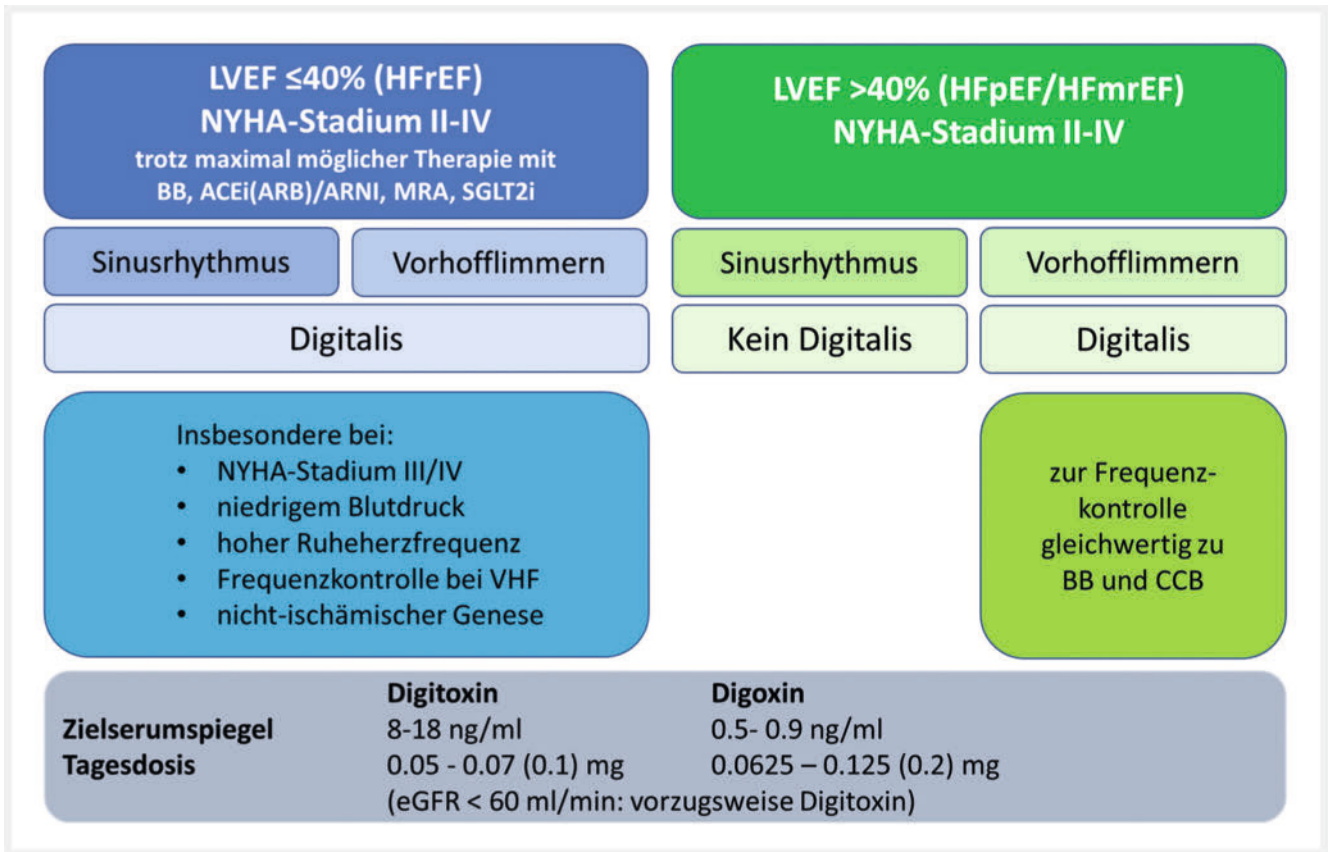 LVEF ≤40% (HFrEF)
NYHA-Stadium II-IV
trotz maximal möglicher Therapie mit
BB, ACEi(ARB)/ARNI, MRA, SGLT2i
LVEF >40% (HFpEF/HFmrEF)
NYHA-Stadium II-IV
Sinusrhythmus
Vorhofflimmern
Sinusrhythmus
Vorhofflimmern
Digitalis
Kein Digitalis
Digitalis
Insbesondere bei:
• NYHA-Stadium III/IV
• niedrigem Blutdruck
• hoher Ruheherzfrequenz
• Frequenzkontrolle bei VHF
• nicht-ischämischer Genese
zur Frequenz-
kontrolle
gleichwertig zu
BB und CCB
Digitoxin Digoxin
Zielserumspiegel 8-18 ng/ml 0.5- 0.9 ng/ml
Tagesdosis 0.05 - 0.07 (0.1) mg 0.0625 – 0.125 (0.2) mg
(eGFR < 60 ml/min: vorzugsweise Digitoxin)